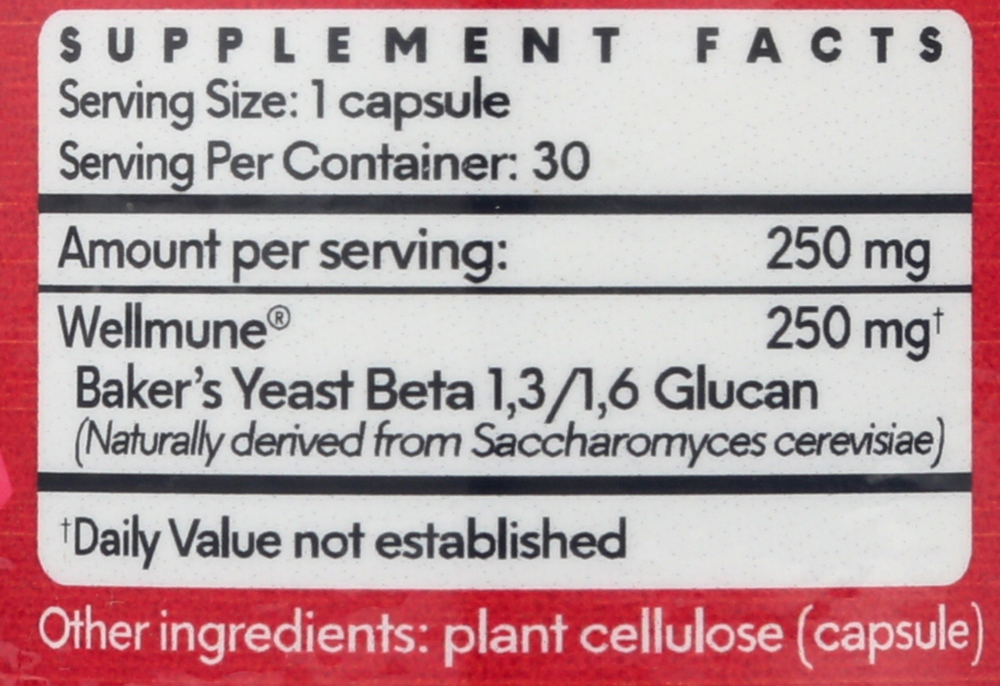 SUPPLEMENT FACTS
Serving Size: 1 capsule
Serving Per Container: 30
Amount per serving: 250 mg
Wellmune® 250 mg†
Baker's Yeast Beta 1,3/1,6 Glucan
(Naturally derived from Saccharomyces cerevisiae)
†Daily Value not established
Other ingredients: plant cellulose (capsule)